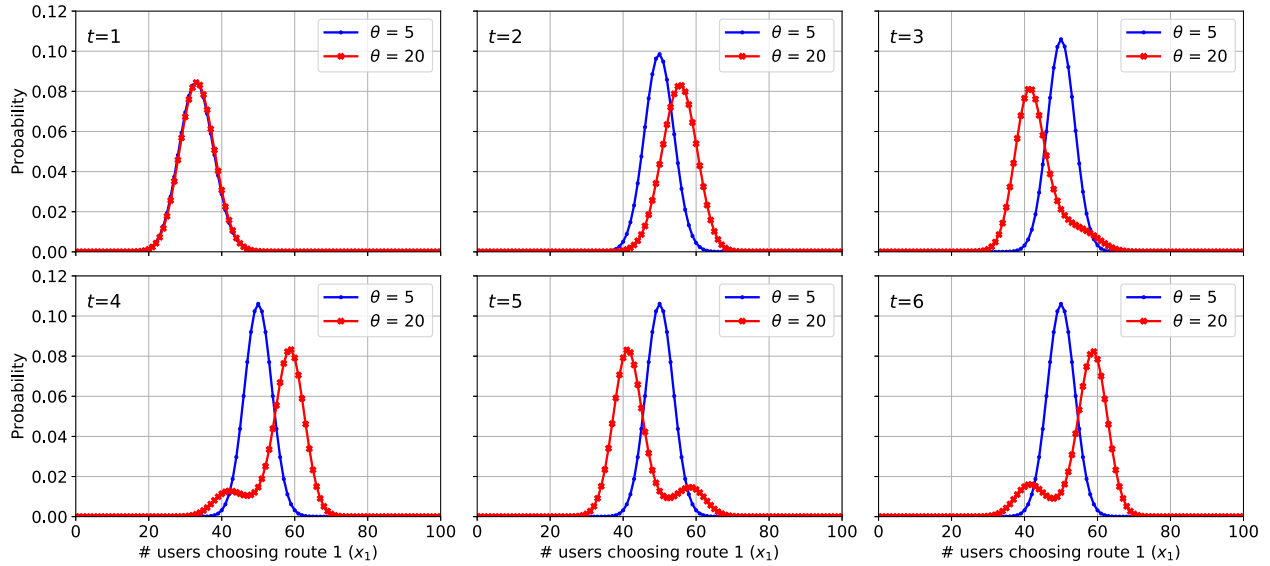 t=1
θ = 5
θ = 20
t=2
θ = 5
θ = 20
t=3
θ = 5
θ = 20
Probability
0.12
0.10
0.08
0.06
0.04
0.02
0.00
t=4
θ = 5
θ = 20
t=5
θ = 5
θ = 20
t=6
θ = 5
θ = 20
Probability
0.12
0.10
0.08
0.06
0.04
0.02
0.00
0 20 40 60 80 100
0 20 40 60 80 100
0 20 40 60 80 100
# users choosing route 1 (x₁)
# users choosing route 1 (x₁)
# users choosing route 1 (x₁)